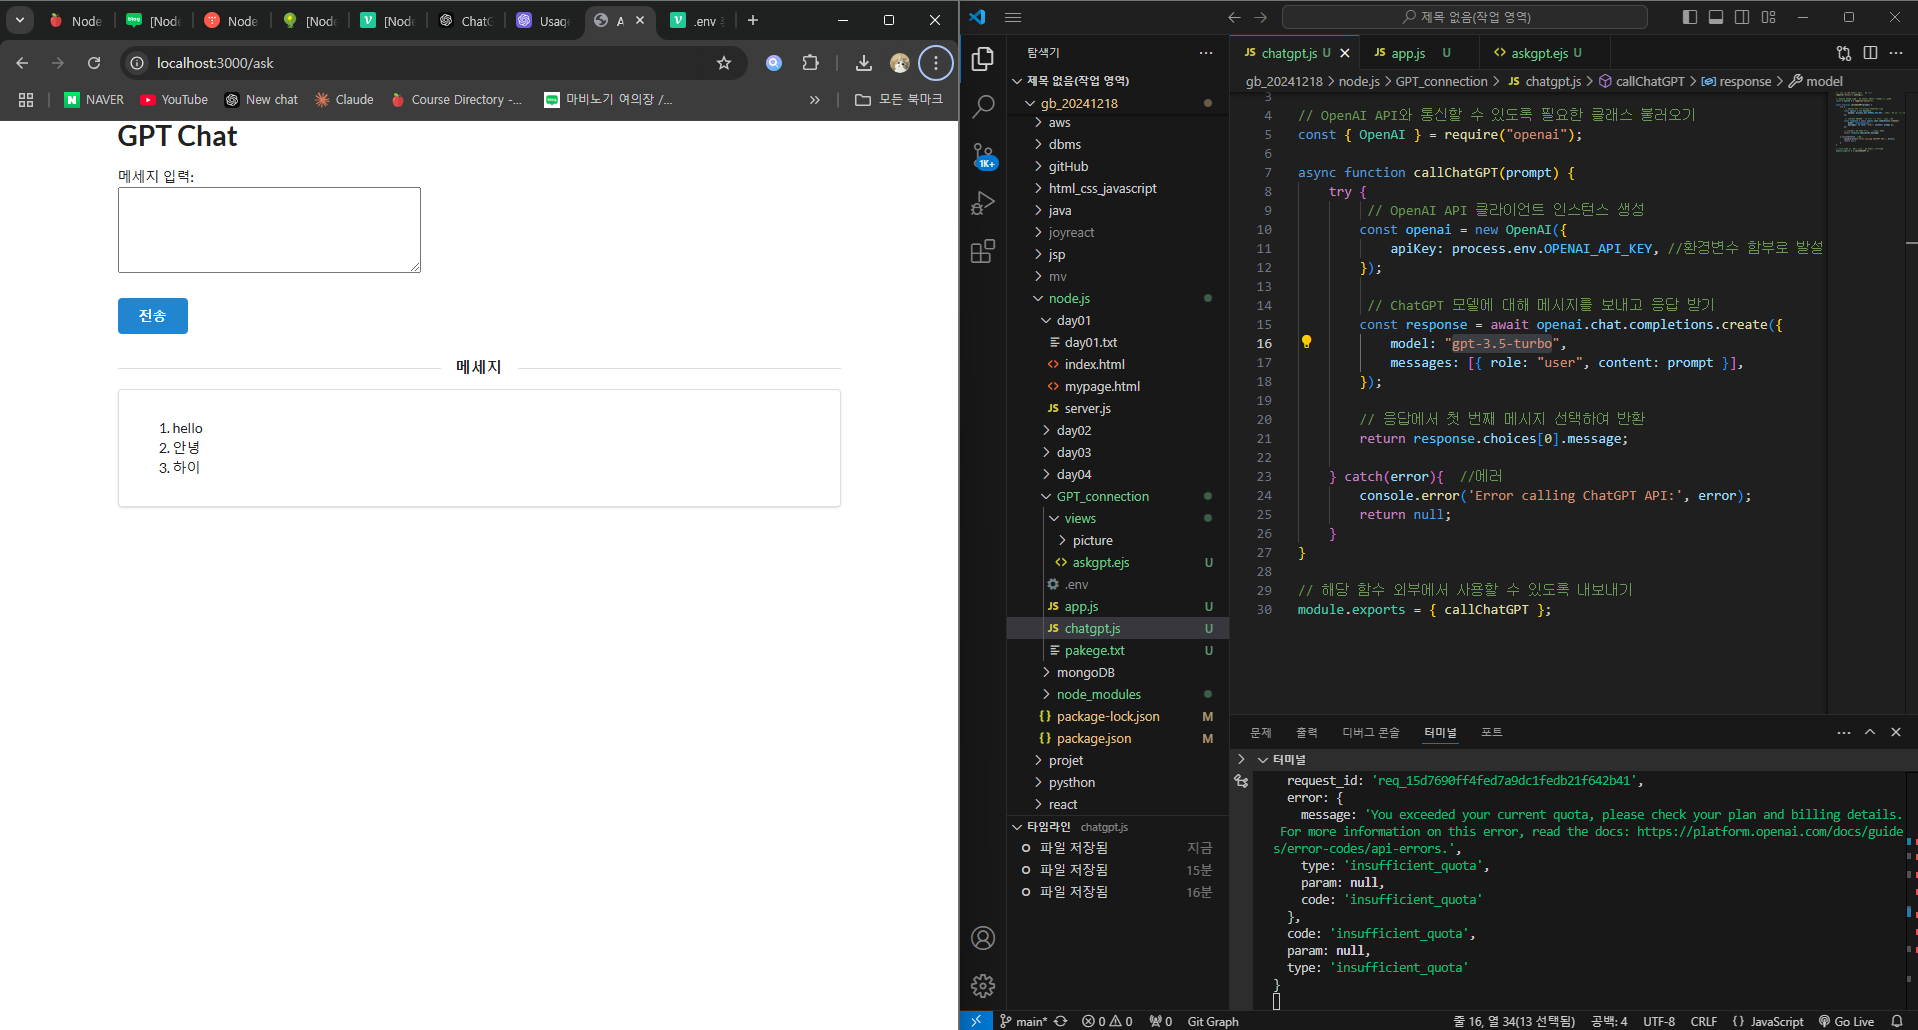 Node
[Node
Node
[Node
[Node
ChatG
Usage
A
.env
localhost:3000/ask
NAVER
YouTube
New chat
Claude
Course Directory -...
마비노기 여의장 /...
모든 북마크
GPT Chat
메세지 입력:
전송
메세지
1. hello
2. 안녕
3. 하이
제목 없음(작업 영역)
탐색기
제목 없음(작업 영역)
gb_20241218
aws
dbms
gitHub
html_css_javascript
java
joyreact
jsp
mv
node.js
day01
day01.txt
index.html
mypage.html
JS server.js
day02
day03
day04
GPT_connection
views
picture
askgpt.ejs U
.env
JS app.js U
JS chatgpt.js U
pakege.txt U
mongoDB
node_modules
{} package-lock.json M
{} package.json M
projet
pysthon
react
타임라인 chatgpt.js
파일 저장됨 지금
파일 저장됨 15분
파일 저장됨 16분
1K+
JS chatgpt.js U
JS app.js U
askgpt.ejs U
gb_20241218 > node.js > GPT_connection > JS chatgpt.js > callChatGPT > response > model
3
4 // OpenAI API와 통신할 수 있도록 필요한 클래스 불러오기
5 const { OpenAI } = require("openai");
6
7 async function callChatGPT(prompt) {
8 try {
9 // OpenAI API 클라이언트 인스턴스 생성
10 const openai = new OpenAI({
11 apiKey: process.env.OPENAI_API_KEY, //환경변수 함부로 발설
12 });
13
14 // ChatGPT 모델에 대해 메시지를 보내고 응답 받기
15 const response = await openai.chat.completions.create({
16 model: "gpt-3.5-turbo",
17 messages: [{ role: "user", content: prompt }],
18 });
19
20 // 응답에서 첫 번째 메시지 선택하여 반환
21 return response.choices[0].message;
22
23 } catch(error){ //에러
24 console.error('Error calling ChatGPT API:', error);
25 return null;
26 }
27 }
28
29 // 해당 함수 외부에서 사용할 수 있도록 내보내기
30 module.exports = { callChatGPT };
문제 출력 디버그 콘솔 터미널 포트
터미널
request_id: 'req_15d7690ff4fed7a9dc1fedb21f642b41',
error: {
message: 'You exceeded your current quota, please check your plan and billing details.
For more information on this error, read the docs: https://platform.openai.com/docs/guide
s/error-codes/api-errors.',
type: 'insufficient_quota',
param: null,
code: 'insufficient_quota'
},
code: 'insufficient_quota',
param: null,
type: 'insufficient_quota'
}
main* 0 0 0 Git Graph
줄 16, 열 34(13 선택됨) 공백: 4 UTF-8 CRLF {} JavaScript Go Live